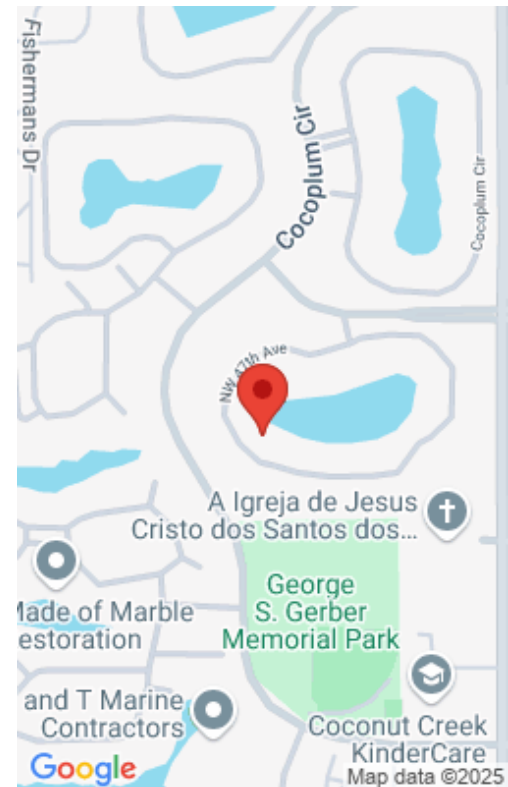 Fishermans Dr
Cocoplum Cir
Cocoplum Cir
NW 47th Ave
A Igreja de Jesus
Cristo dos Santos dos...
George
S. Gerber
Memorial Park
Made of Marble
estoration
and T Marine
Contractors
Coconut Creek
KinderCare
Google
Map data ©2025